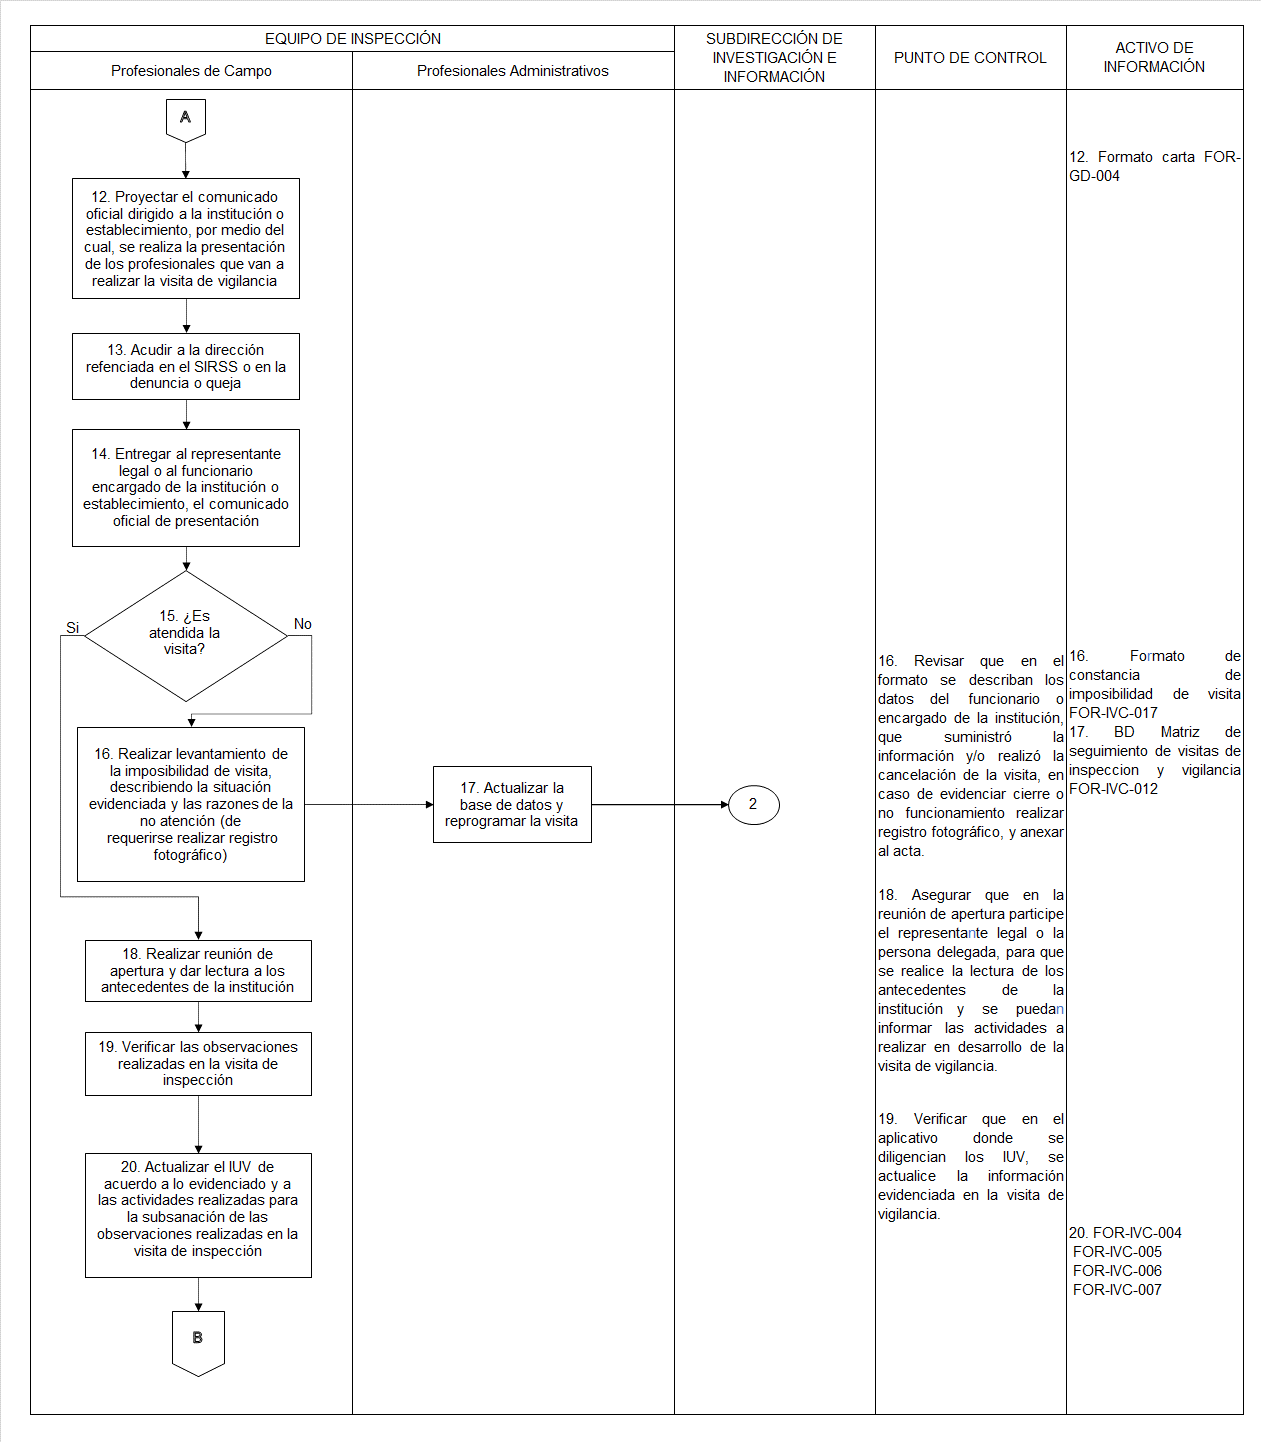 EQUIPO DE INSPECCIÓN
Profesionales de Campo
Profesionales Administrativos
SUBDIRECCIÓN DE
INVESTIGACIÓN E
INFORMACIÓN
PUNTO DE CONTROL
ACTIVO DE
INFORMACIÓN
A
12. Proyectar el comunicado
oficial dirigido a la institución o
establecimiento, por medio del
cual, se realiza la presentación
de los profesionales que van a
realizar la visita de vigilancia
13. Acudir a la dirección
refenciada en el SIRSS o en la
denuncia o queja
14. Entregar al representante
legal o al funcionario
encargado de la institución o
establecimiento, el comunicado
oficial de presentación
15. ¿Es
atendida la
visita?
Si
No
16. Realizar levantamiento de
la imposibilidad de visita,
describiendo la situación
evidenciada y las razones de la
no atención (de
requerirse realizar registro
fotográfico)
17. Actualizar la
base de datos y
reprogramar la visita
2
18. Realizar reunión de
apertura y dar lectura a los
antecedentes de la institución
19. Verificar las observaciones
realizadas en la visita de
inspección
20. Actualizar el IUV de
acuerdo a lo evidenciado y a
las actividades realizadas para
la subsanación de las
observaciones realizadas en la
visita de inspección
B
16. Revisar que en el
formato se describan los
datos del funcionario o
encargado de la institución,
que suministró la
información y/o realizó la
cancelación de la visita, en
caso de evidenciar cierre o
no funcionamiento realizar
registro fotográfico, y anexar
al acta.
18. Asegurar que en la
reunión de apertura participe
el representante legal o la
persona delegada, para que
se realice la lectura de los
antecedentes de la
institución y se puedan
informar las actividades a
realizar en desarrollo de la
visita de vigilancia.
19. Verificar que en el
aplicativo donde se
diligencian los IUV, se
actualice la información
evidenciada en la visita de
vigilancia.
12. Formato carta FOR-
GD-004
16. Formato de
constancia de
imposibilidad de visita
FOR-IVC-017
17. BD Matriz de
seguimiento de visitas de
inspeccion y vigilancia
FOR-IVC-012
20. FOR-IVC-004
FOR-IVC-005
FOR-IVC-006
FOR-IVC-007